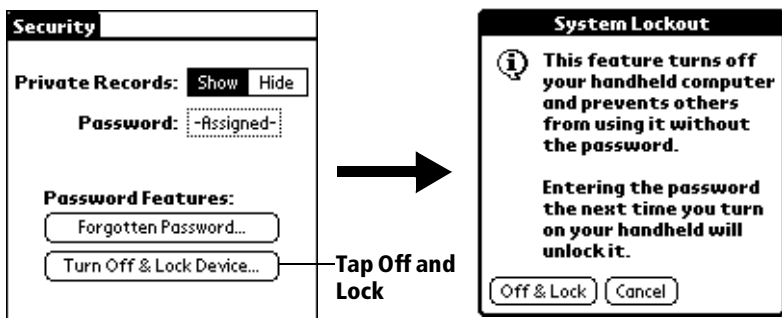 Security
Private Records: Show Hide
Password: -Assigned-
Password Features:
Forgotten Password...
Turn Off & Lock Device...
Tap Off and
Lock
System Lockout
This feature turns off
your handheld computer
and prevents others
from using it without
the password.
Entering the password
the next time you turn
on your handheld will
unlock it.
Off & Lock Cancel